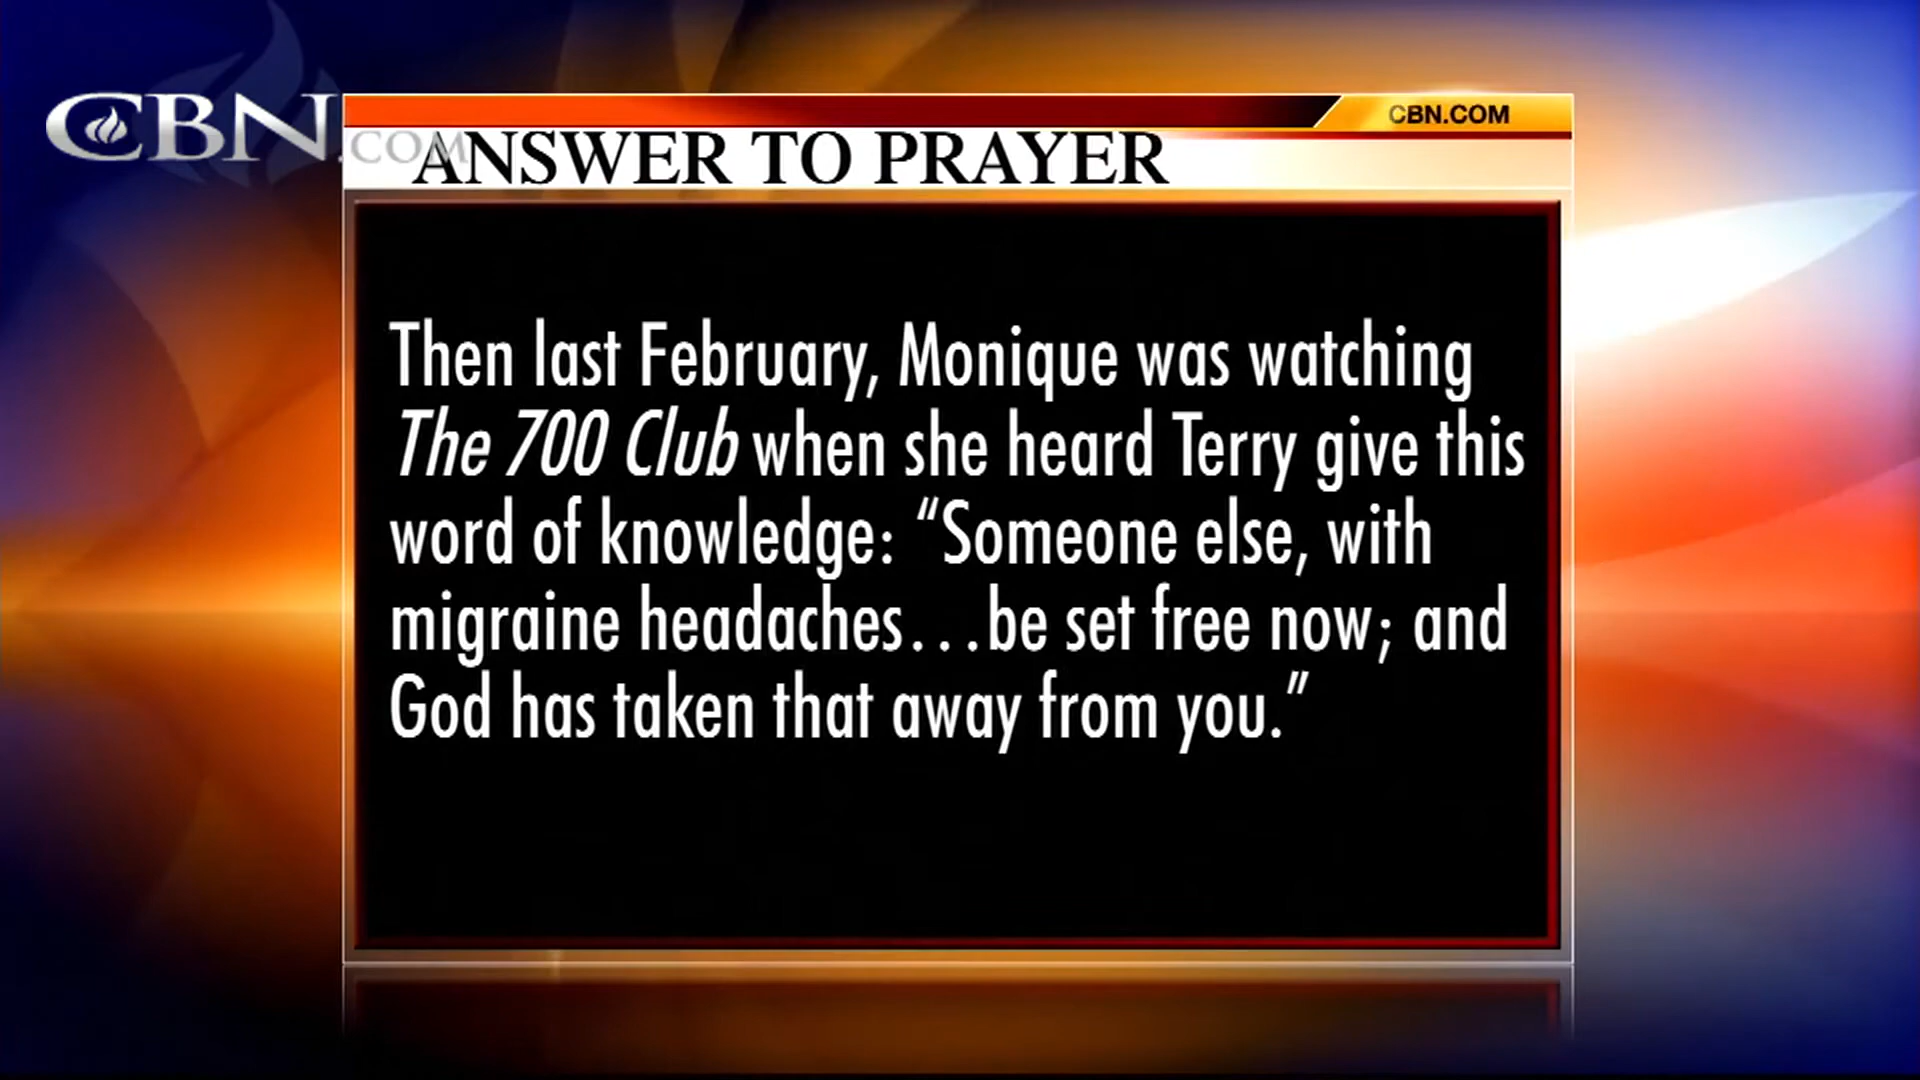 CBN.COM
CBN.COM
ANSWER TO PRAYER
Then last February, Monique was watching
The 700 Club when she heard Terry give this
word of knowledge: “Someone else, with
migraine headaches...be set free now; and
God has taken that away from you.”